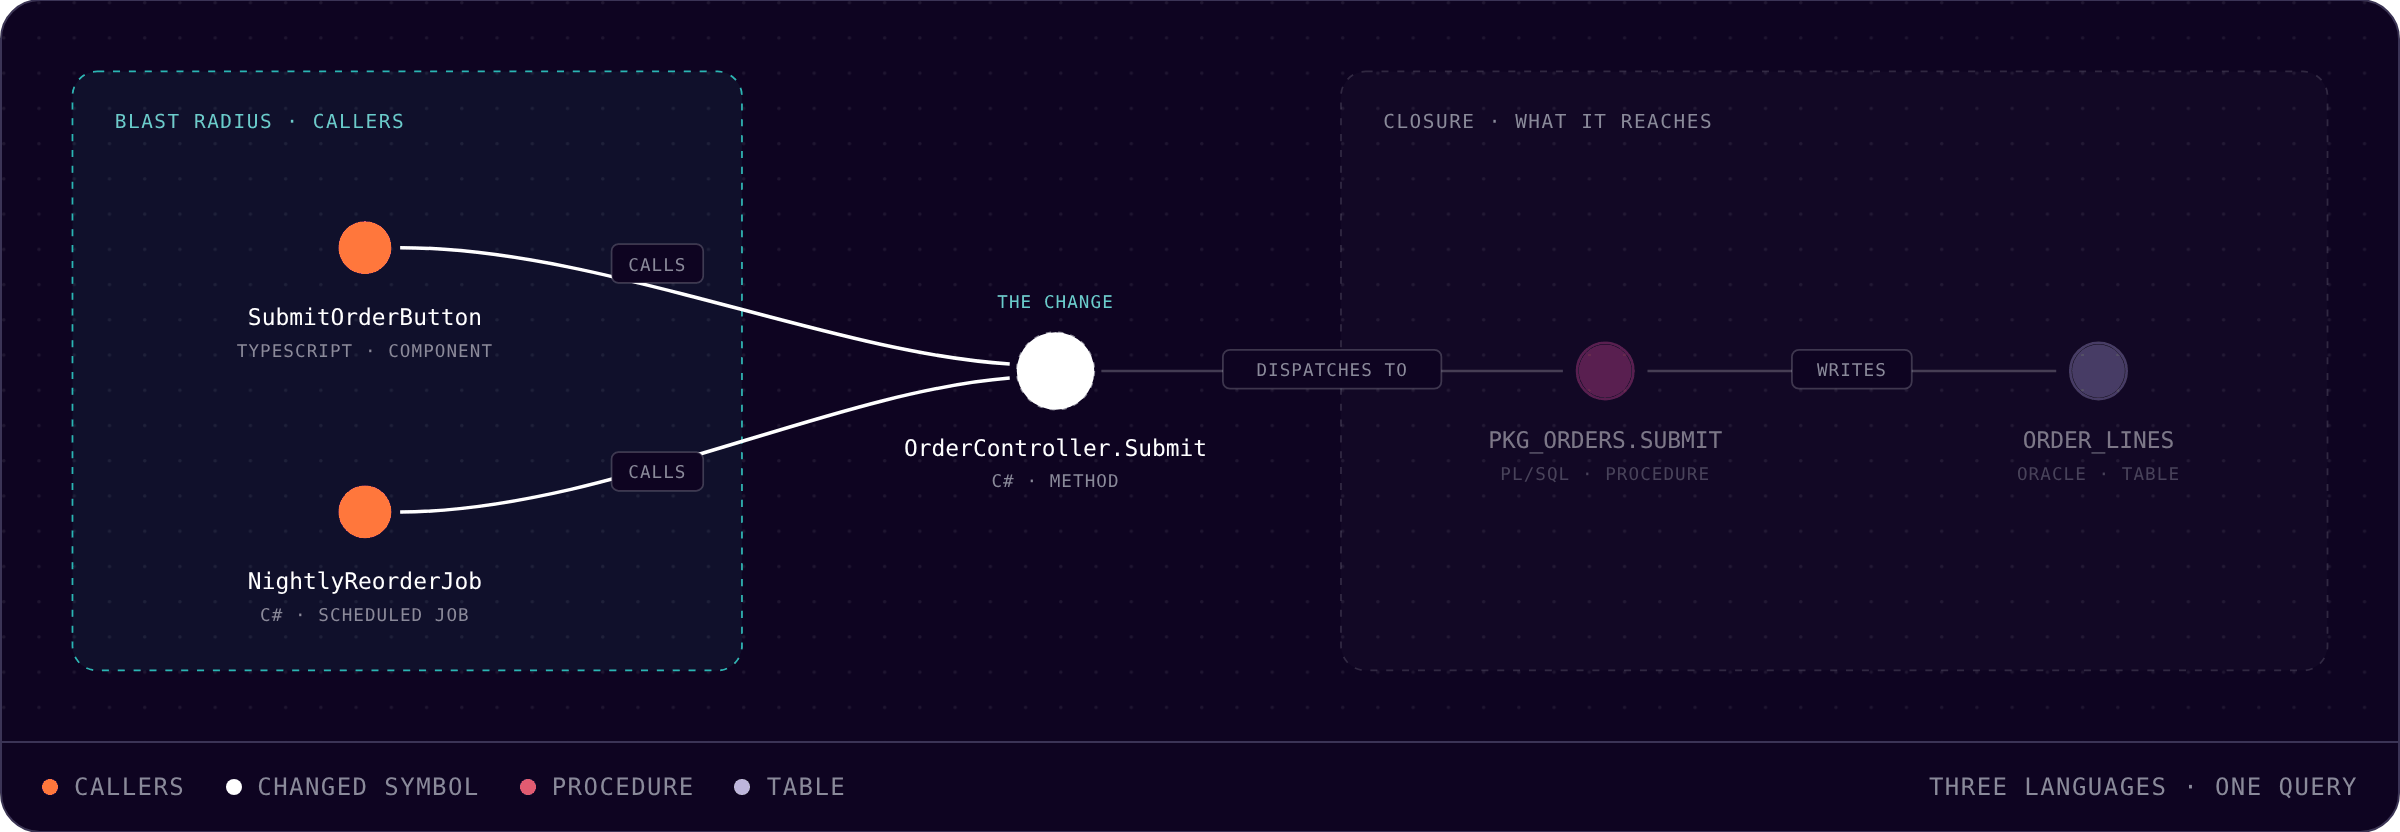 BLAST RADIUS · CALLERS
SubmitOrderButton
TYPESCRIPT · COMPONENT
CALLS
NightlyReorderJob
C# · SCHEDULED JOB
CALLS
THE CHANGE
OrderController.Submit
C# · METHOD
DISPATCHES TO
CLOSURE · WHAT IT REACHES
PKG_ORDERS.SUBMIT
PL/SQL · PROCEDURE
WRITES
ORDER_LINES
ORACLE · TABLE
CALLERS
CHANGED SYMBOL
PROCEDURE
TABLE
THREE LANGUAGES · ONE QUERY